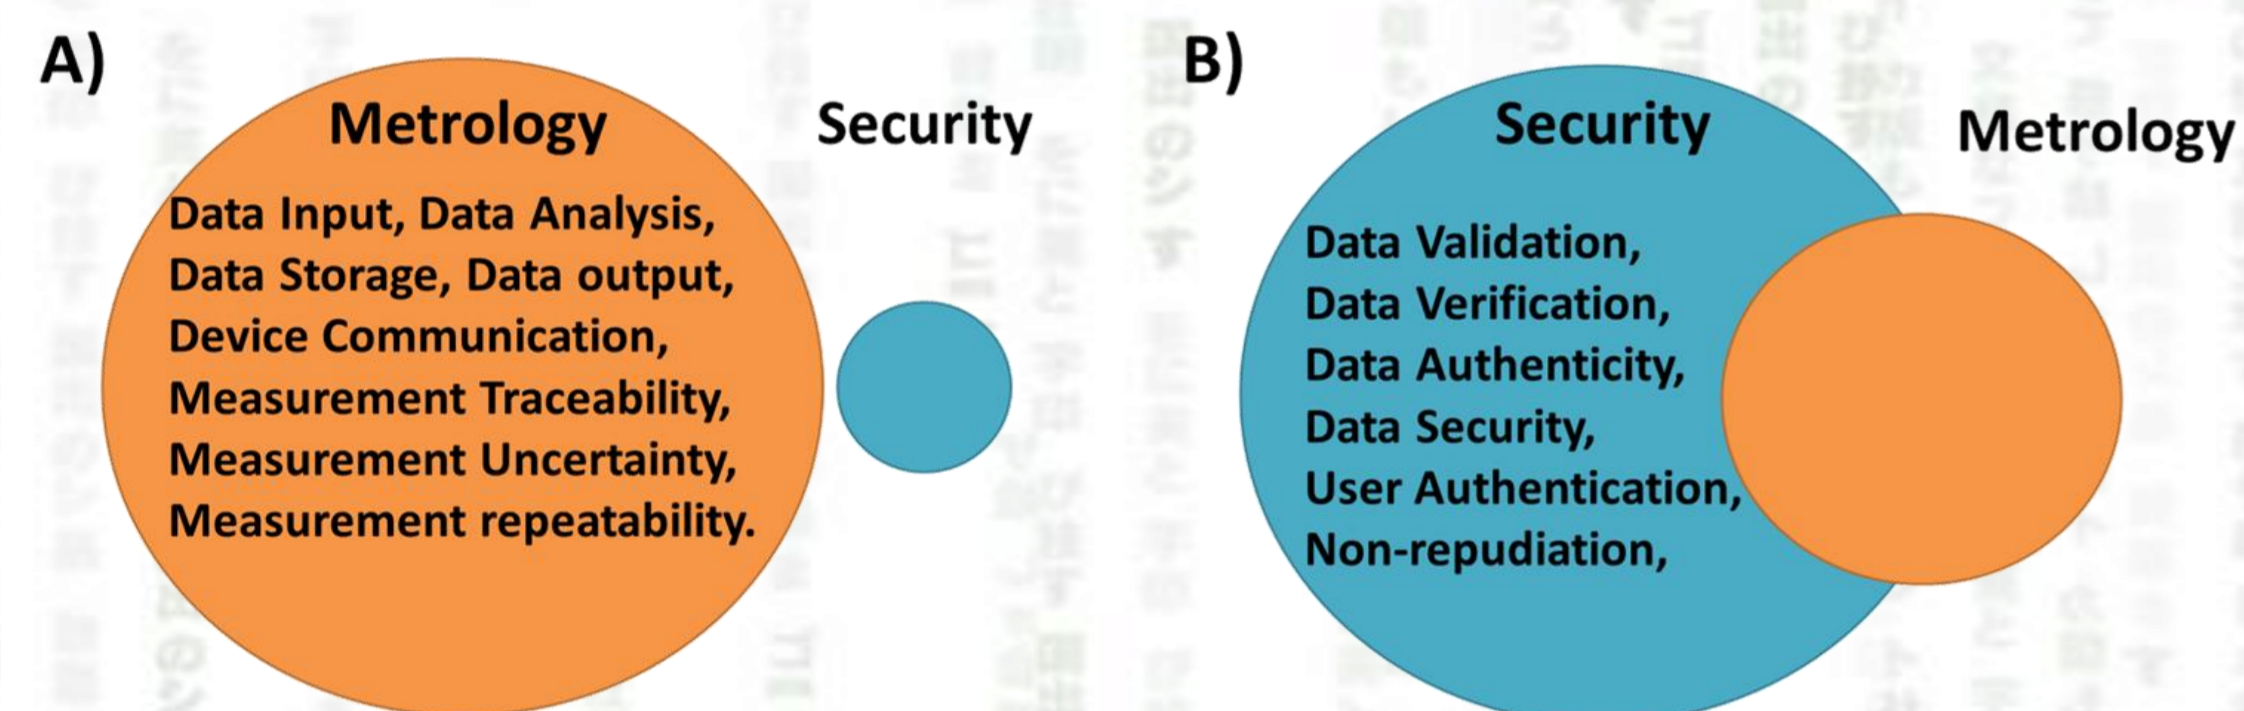 A)
Metrology
Data Input, Data Analysis,
Data Storage, Data output,
Device Communication,
Measurement Traceability,
Measurement Uncertainty,
Measurement repeatability.
Security
B)
Security
Data Validation,
Data Verification,
Data Authenticity,
Data Security,
User Authentication,
Non-repudiation,
Metrology